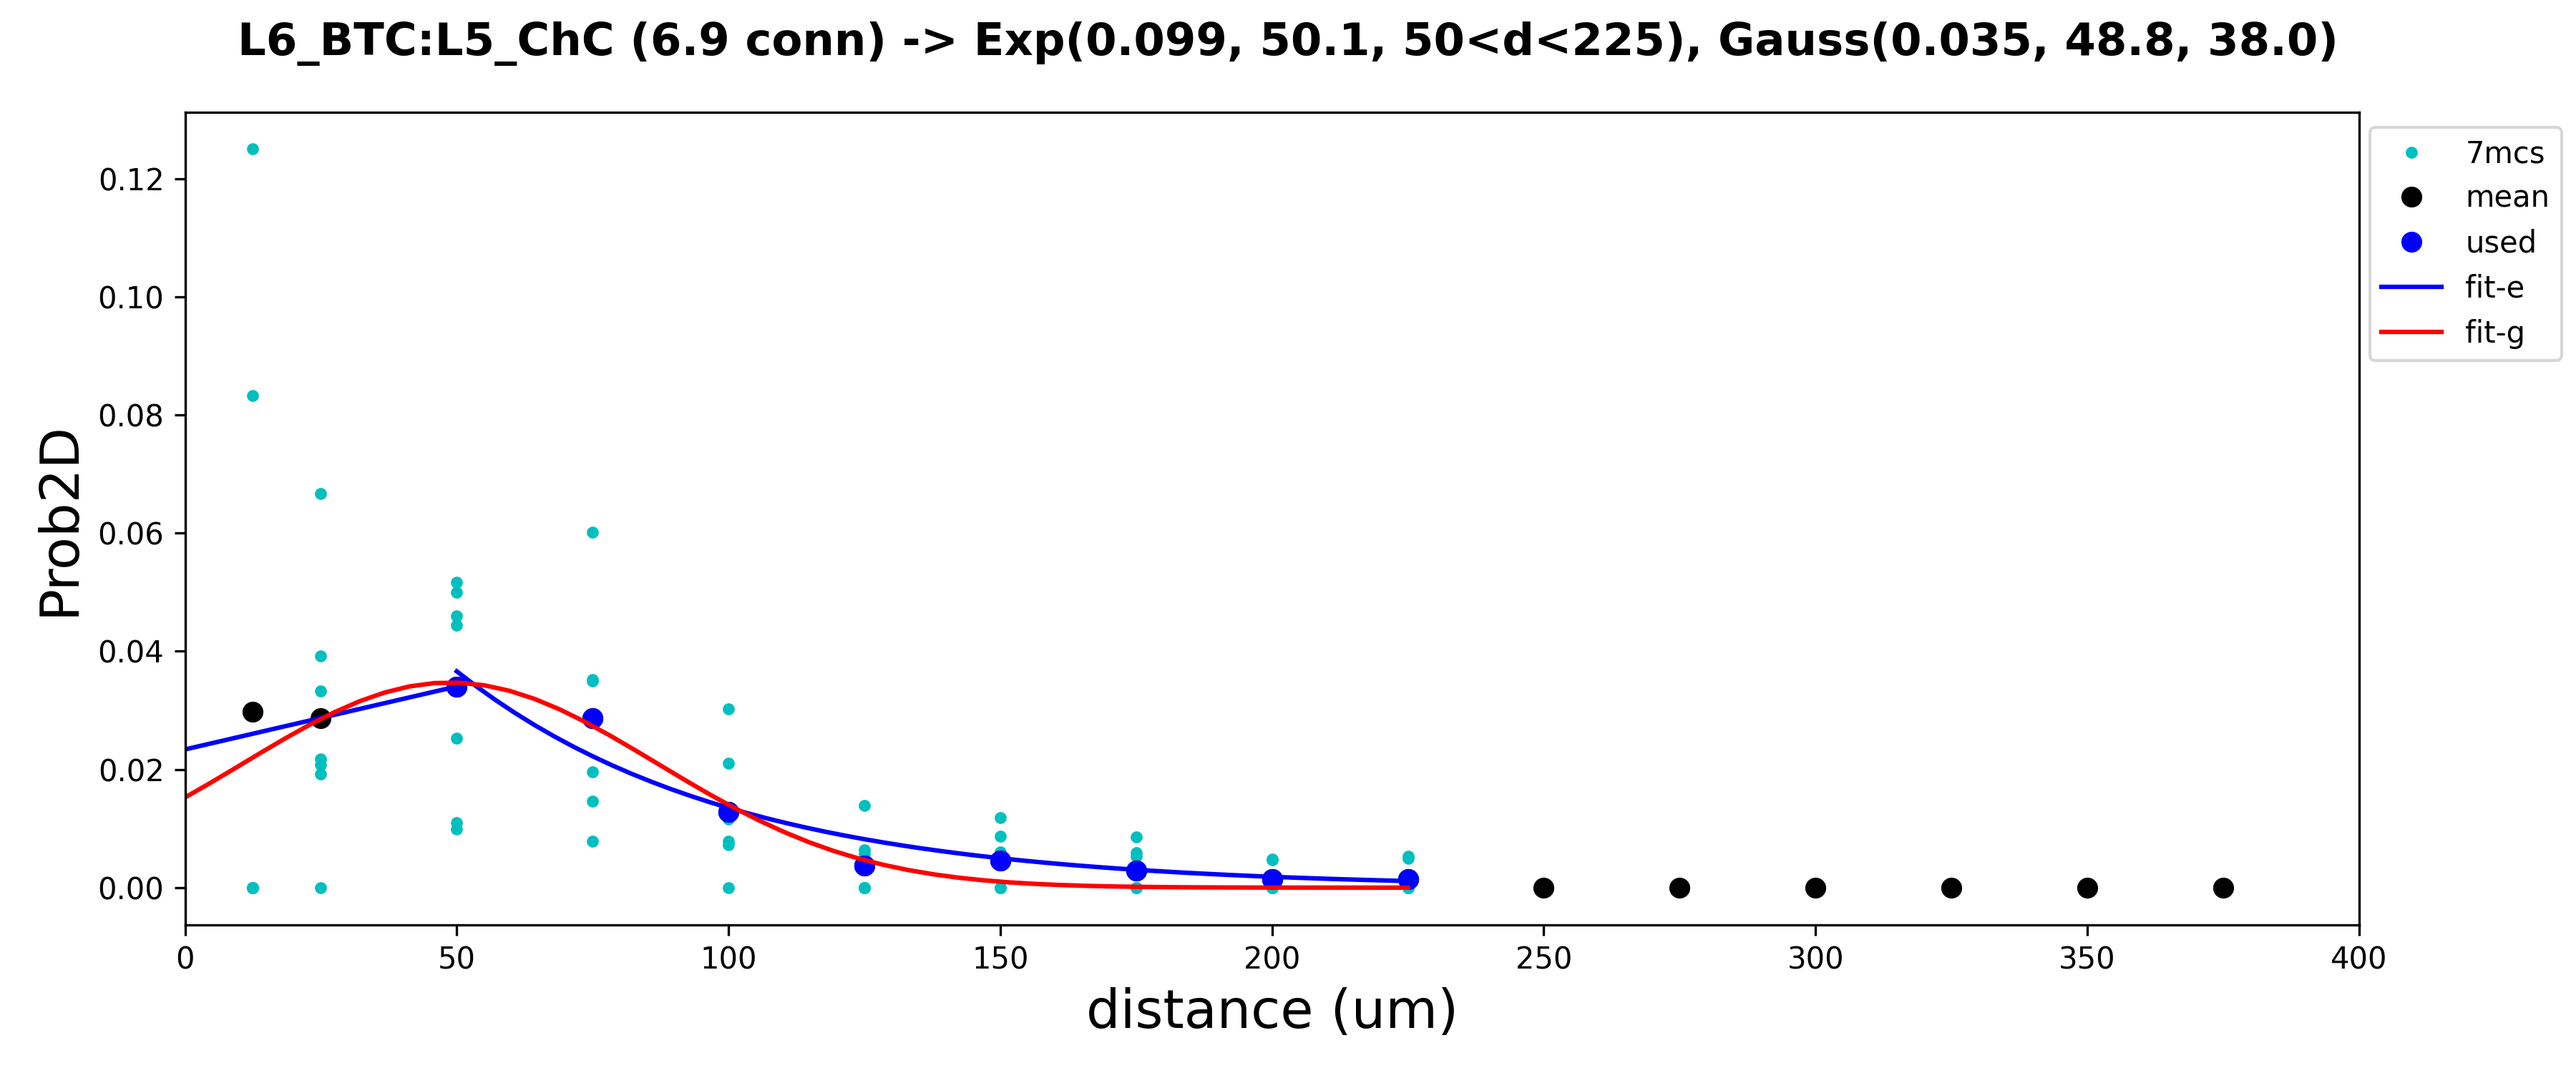 L6_BTC:L5_ChC (6.9 conn) -> Exp(0.099, 50.1, 50<d<225), Gauss(0.035, 48.8, 38.0)
7mcs
mean
used
fit-e
fit-g
Prob2D
0.12
0.10
0.08
0.06
0.04
0.02
0.00
0 50 100 150 200 250 300 350 400
distance (um)